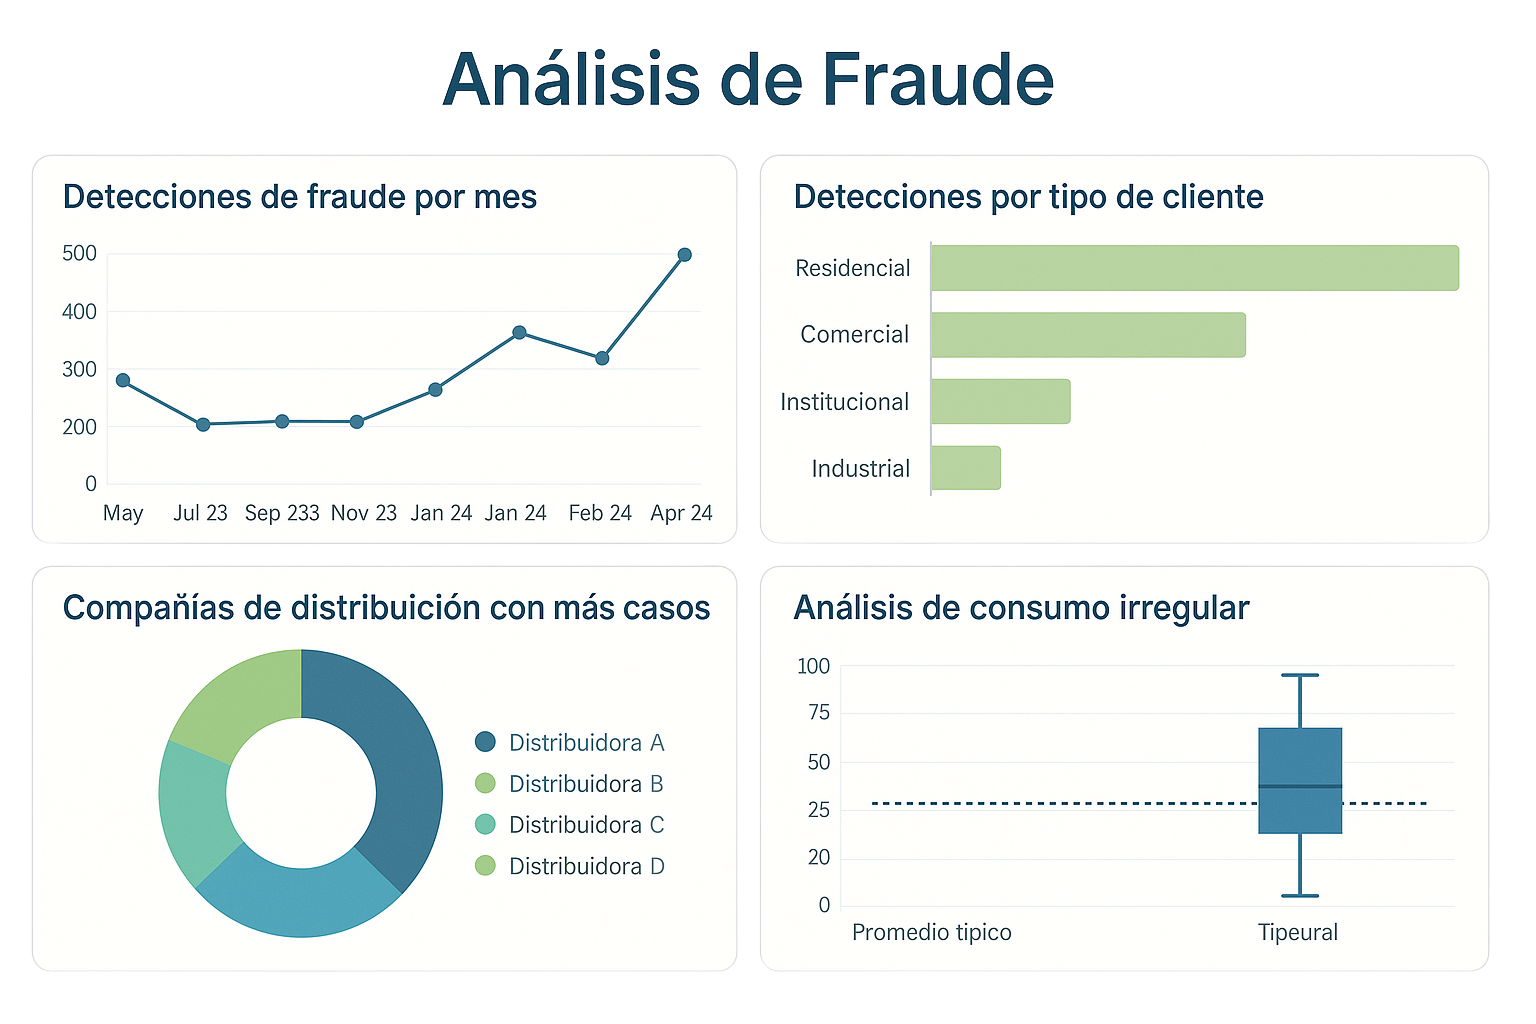 Análisis de Fraude
Detecciones de fraude por mes
500
400
300
200
0
May Jul 23 Sep 233 Nov 23 Jan 24 Jan 24 Feb 24 Apr 24
Detecciones por tipo de cliente
Residencial
Comercial
Institucional
Industrial
Compañías de distribuición con más casos
Distribuidora A
Distribuidora B
Distribuidora C
Distribuidora D
Análisis de consumo irregular
100
75
50
25
20
0
Promedio tipico Tipeural